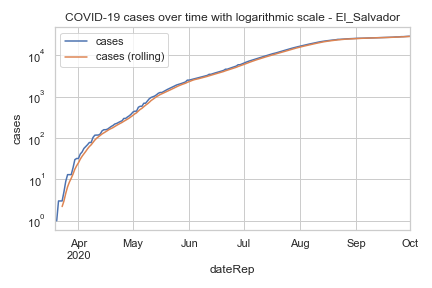 COVID-19 cases over time with logarithmic scale - El_Salvador
cases
cases (rolling)
10⁴
10³
10²
10¹
10⁰
cases
Apr
2020
May
Jun
Jul
Aug
Sep
Oct
dateRep